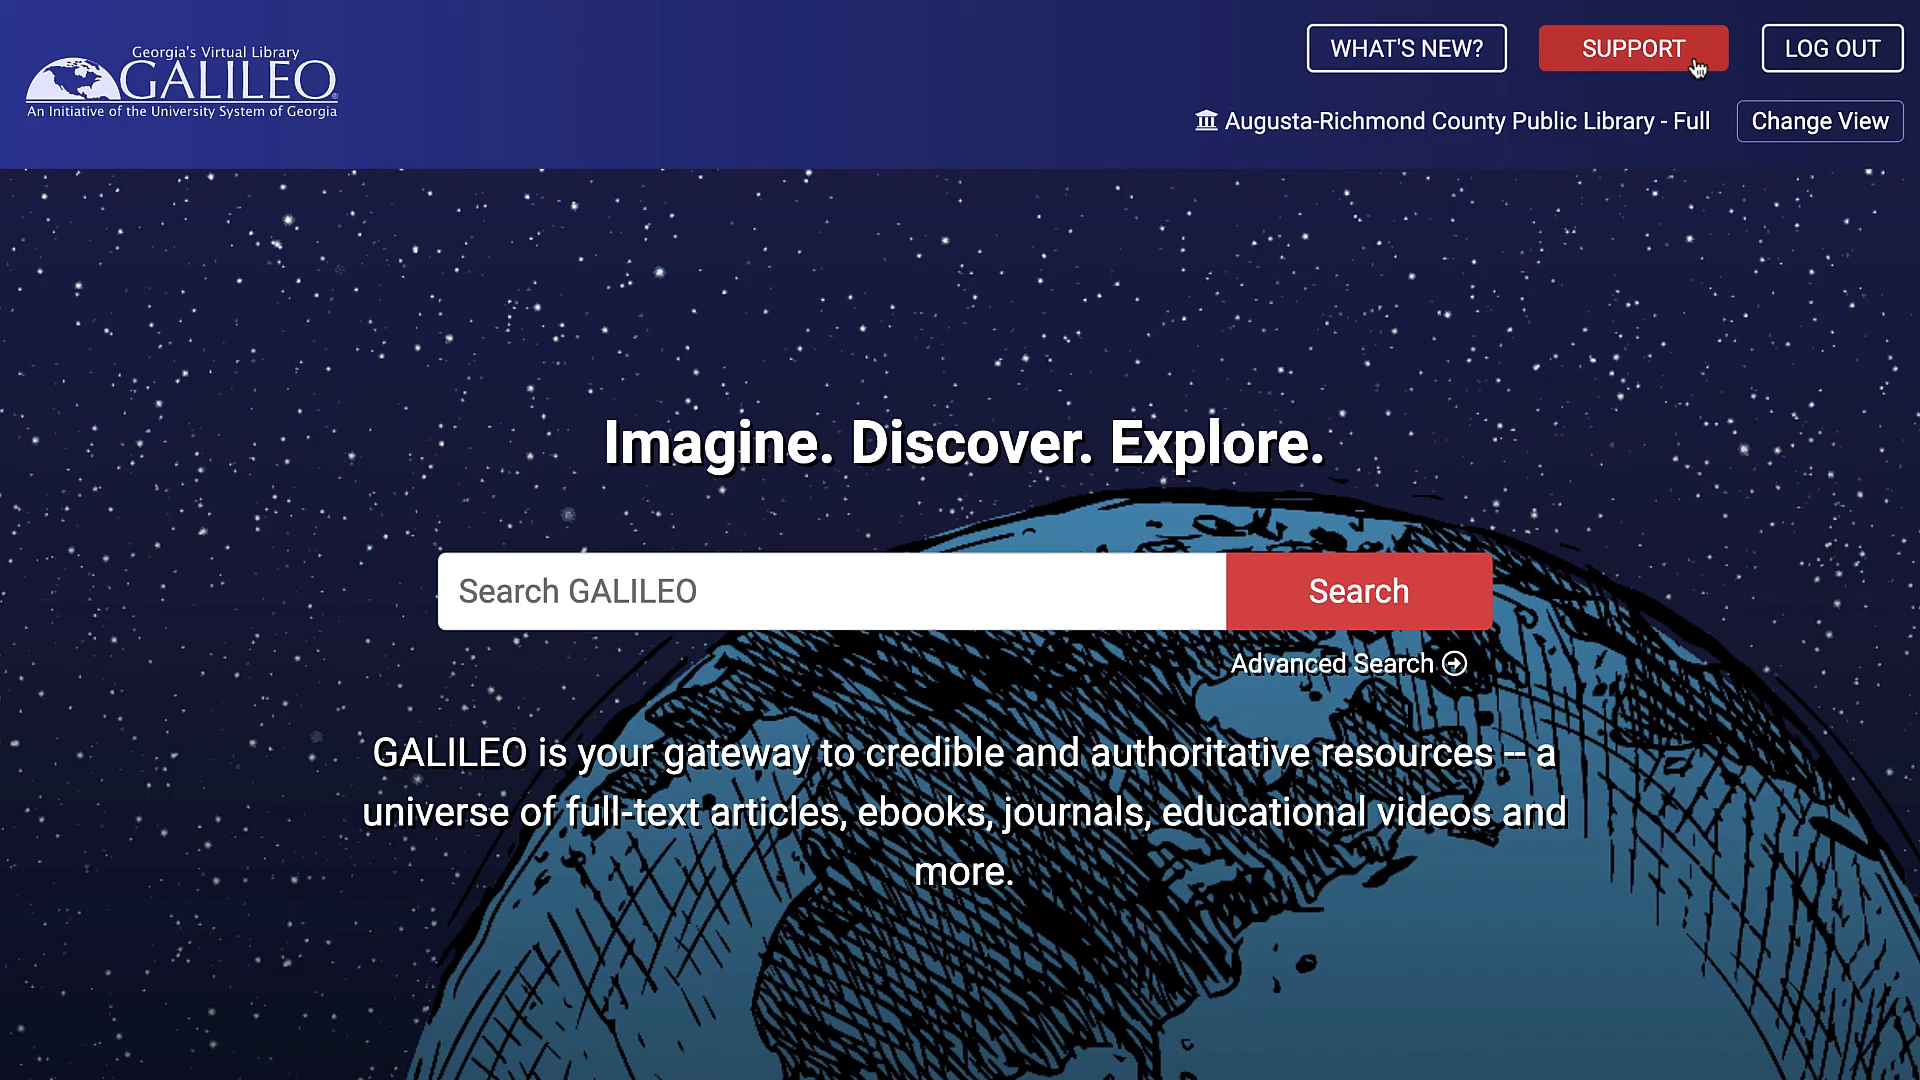 Georgia's Virtual Library
GALILEO
An Initiative of the University System of Georgia
WHAT'S NEW?
SUPPORT
LOG OUT
Augusta-Richmond County Public Library - Full
Change View
Imagine. Discover. Explore.
Search GALILEO
Search
Advanced Search
GALILEO is your gateway to credible and authoritative resources -- a
universe of full-text articles, ebooks, journals, educational videos and
more.